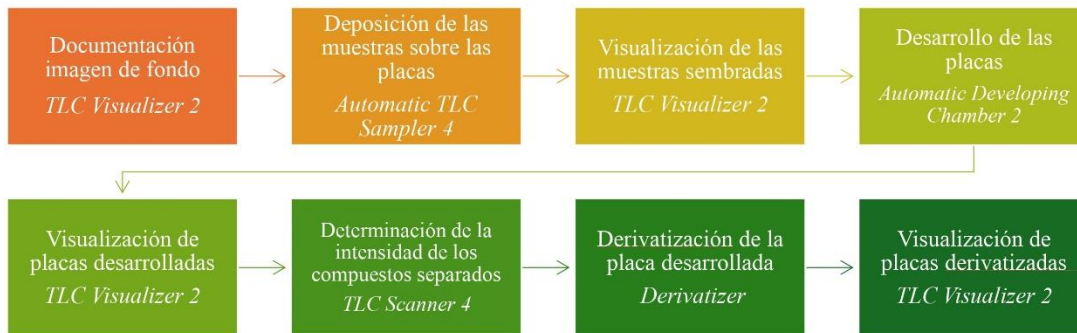 Documentación
imagen de fondo
TLC Visualizer 2
Deposición de
las muestras
sobre las
placas
Automatic TLC
Sampler 4
Visualización de las
muestras sembradas
TLC Visualizer 2
Desarrollo de las
placas
Automatic Developing
Chamber 2
Visualización de
placas desarrolladas
TLC Visualizer 2
Determinación de la
intensidad de los
compuestos separados
TLC Scanner 4
Derivatización de la
placa desarrollada
Derivatizer
Visualización de
placas derivatizadas
TLC Visualizer 2